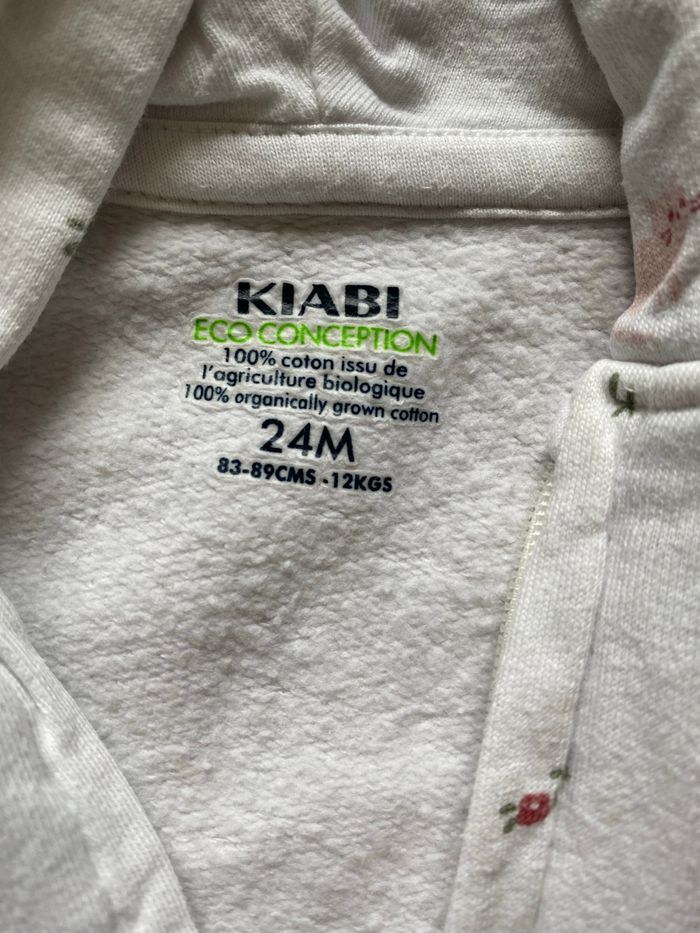 KIABI
ECO CONCEPTION
100% coton issu de
l'agriculture biologique
100% organically grown cotton
24M
83-89CMS -12KGS